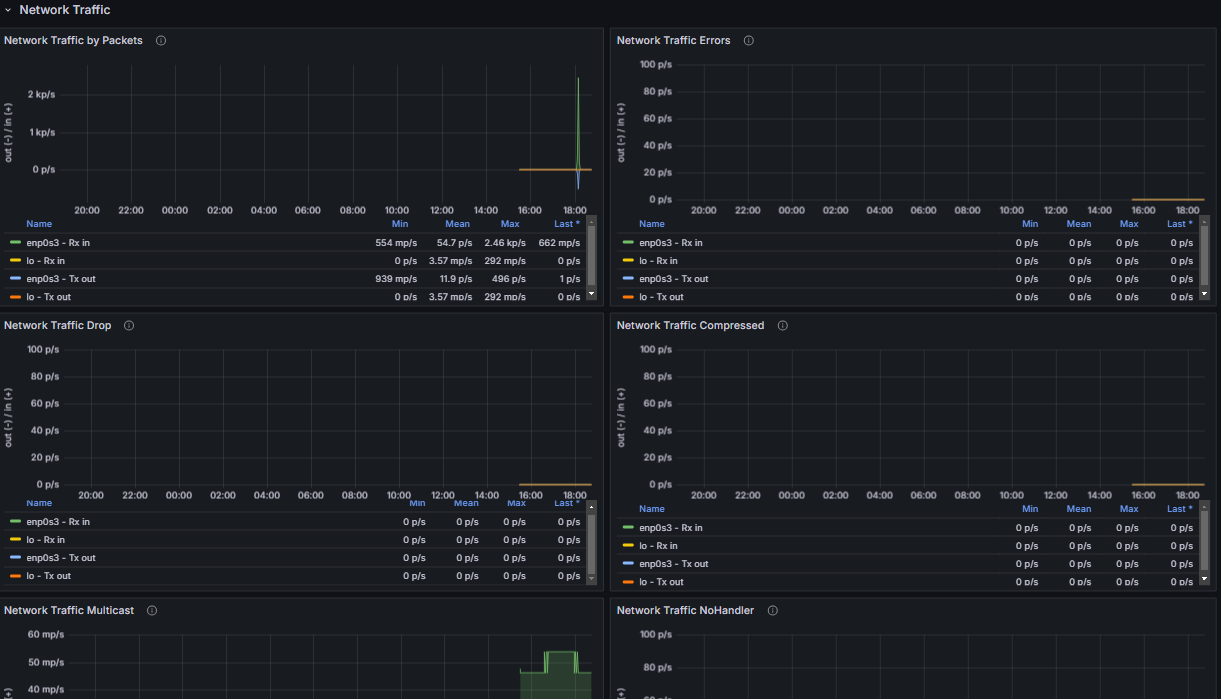 Network Traffic
Network Traffic by Packets
out (-) / in (+)
2 kp/s
1 kp/s
0 p/s
20:00 22:00 00:00 02:00 04:00 06:00 08:00 10:00 12:00 14:00 16:00 18:00
Name Min Mean Max Last *
enp0s3 - Rx in 554 mp/s 54.7 p/s 2.46 kp/s 662 mp/s
lo - Rx in 0 p/s 3.57 mp/s 292 mp/s 0 p/s
enp0s3 - Tx out 939 mp/s 11.9 p/s 496 p/s 1 p/s
lo - Tx out 0 p/s 3.57 mp/s 292 mp/s 0 p/s
Network Traffic Errors
out (-) / in (+)
100 p/s
80 p/s
60 p/s
40 p/s
20 p/s
0 p/s
20:00 22:00 00:00 02:00 04:00 06:00 08:00 10:00 12:00 14:00 16:00 18:00
Name Min Mean Max Last *
enp0s3 - Rx in 0 p/s 0 p/s 0 p/s 0 p/s
lo - Rx in 0 p/s 0 p/s 0 p/s 0 p/s
enp0s3 - Tx out 0 p/s 0 p/s 0 p/s 0 p/s
lo - Tx out 0 p/s 0 p/s 0 p/s 0 p/s
Network Traffic Drop
out (-) / in (+)
100 p/s
80 p/s
60 p/s
40 p/s
20 p/s
0 p/s
20:00 22:00 00:00 02:00 04:00 06:00 08:00 10:00 12:00 14:00 16:00 18:00
Name Min Mean Max Last *
enp0s3 - Rx in 0 p/s 0 p/s 0 p/s 0 p/s
lo - Rx in 0 p/s 0 p/s 0 p/s 0 p/s
enp0s3 - Tx out 0 p/s 0 p/s 0 p/s 0 p/s
lo - Tx out 0 p/s 0 p/s 0 p/s 0 p/s
Network Traffic Compressed
out (-) / in (+)
100 p/s
80 p/s
60 p/s
40 p/s
20 p/s
0 p/s
20:00 22:00 00:00 02:00 04:00 06:00 08:00 10:00 12:00 14:00 16:00 18:00
Name Min Mean Max Last *
enp0s3 - Rx in 0 p/s 0 p/s 0 p/s 0 p/s
lo - Rx in 0 p/s 0 p/s 0 p/s 0 p/s
enp0s3 - Tx out 0 p/s 0 p/s 0 p/s 0 p/s
lo - Tx out 0 p/s 0 p/s 0 p/s 0 p/s
Network Traffic Multicast
60 mp/s
50 mp/s
40 mp/s
(+)
Network Traffic NoHandler
100 p/s
80 p/s
60 p/s
(+)